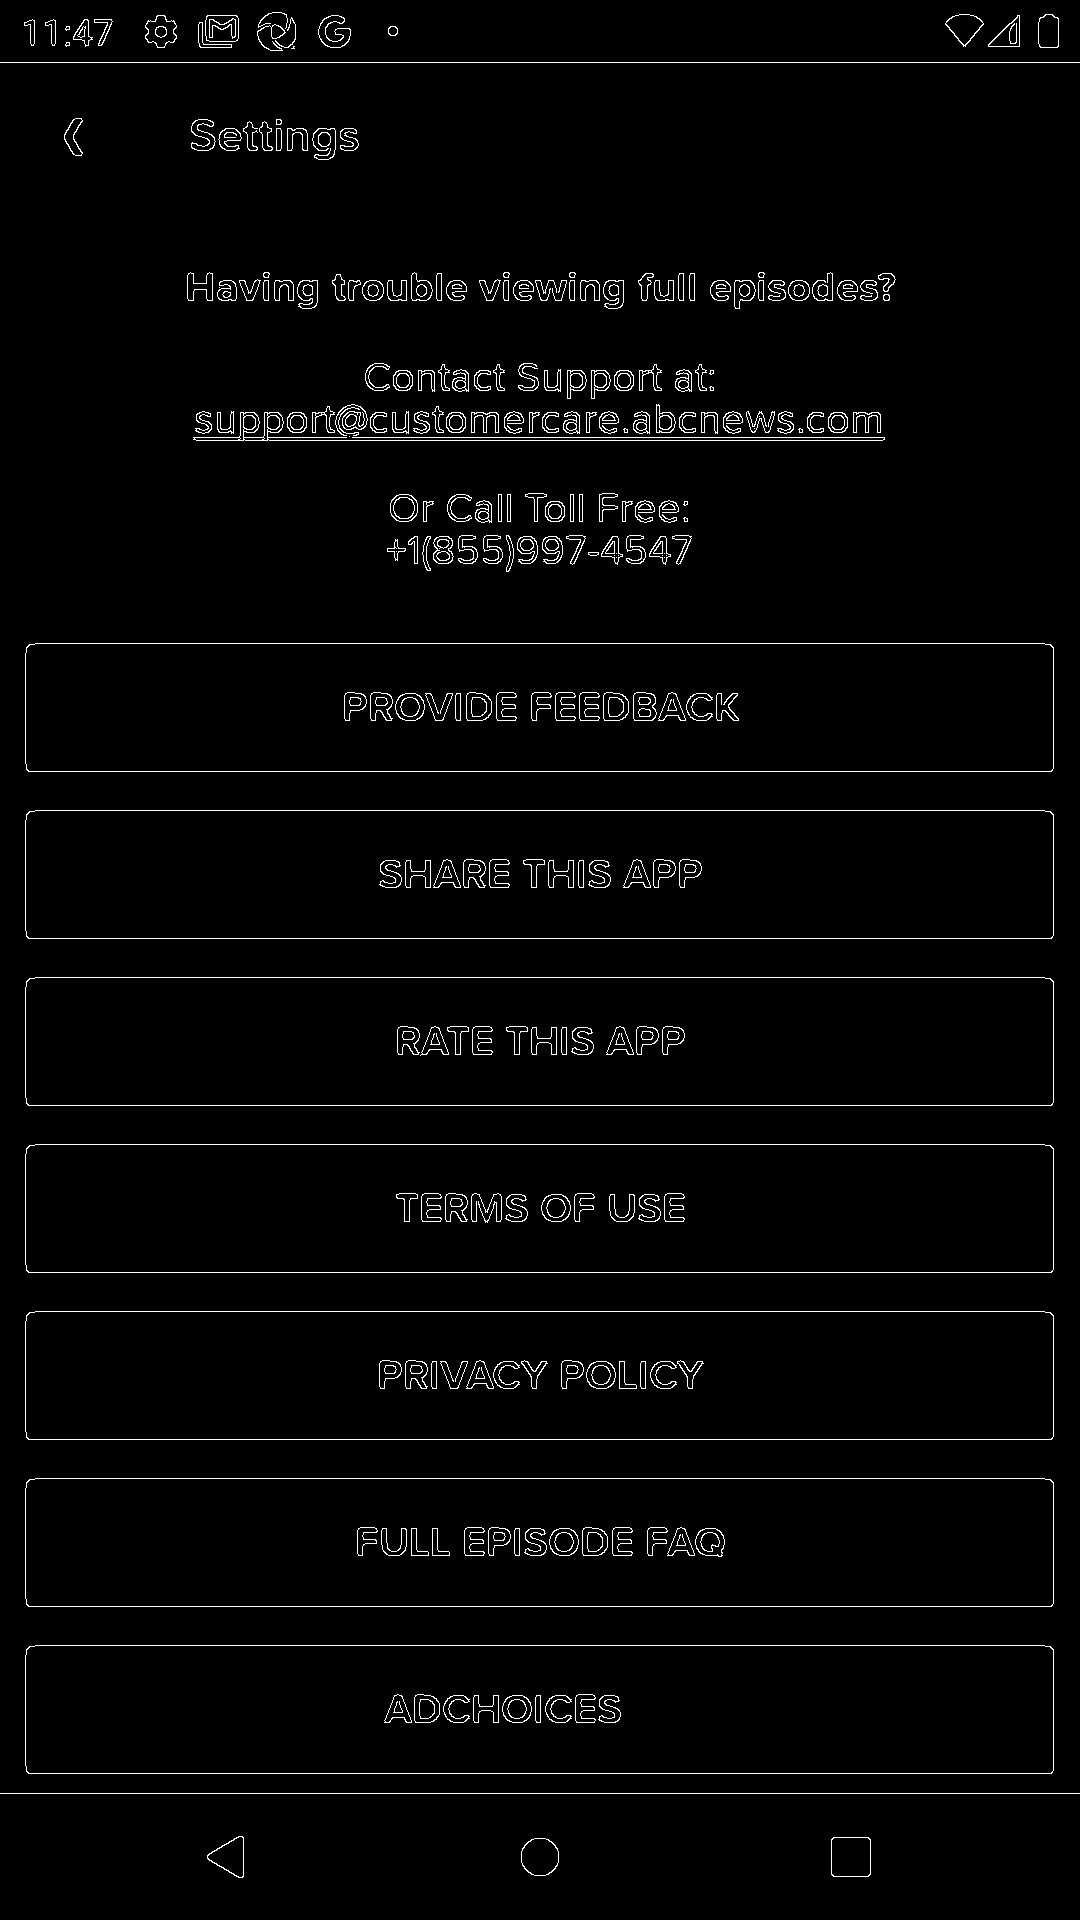 11:47
Settings
Having trouble viewing full episodes?
Contact Support at:
support@customercare.abcnews.com
Or Call Toll Free:
+1(855)997-4547
PROVIDE FEEDBACK
SHARE THIS APP
RATE THIS APP
TERMS OF USE
PRIVACY POLICY
FULL EPISODE FAQ
ADCHOICES